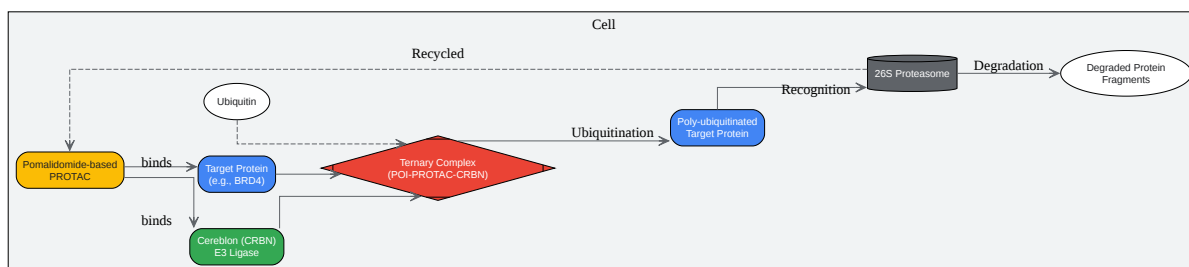 Cell
Recycled
26S Proteasome
Degradation
Degraded Protein
Fragments
Ubiquitin
Recognition
Ubiquitination
Poly-ubiquitinated
Target Protein
Pomalidomide-based
PROTAC
binds
Target Protein
(e.g., BRD4)
Ternary Complex
(POI-PROTAC-CRBN)
binds
Cereblon (CRBN)
E3 Ligase